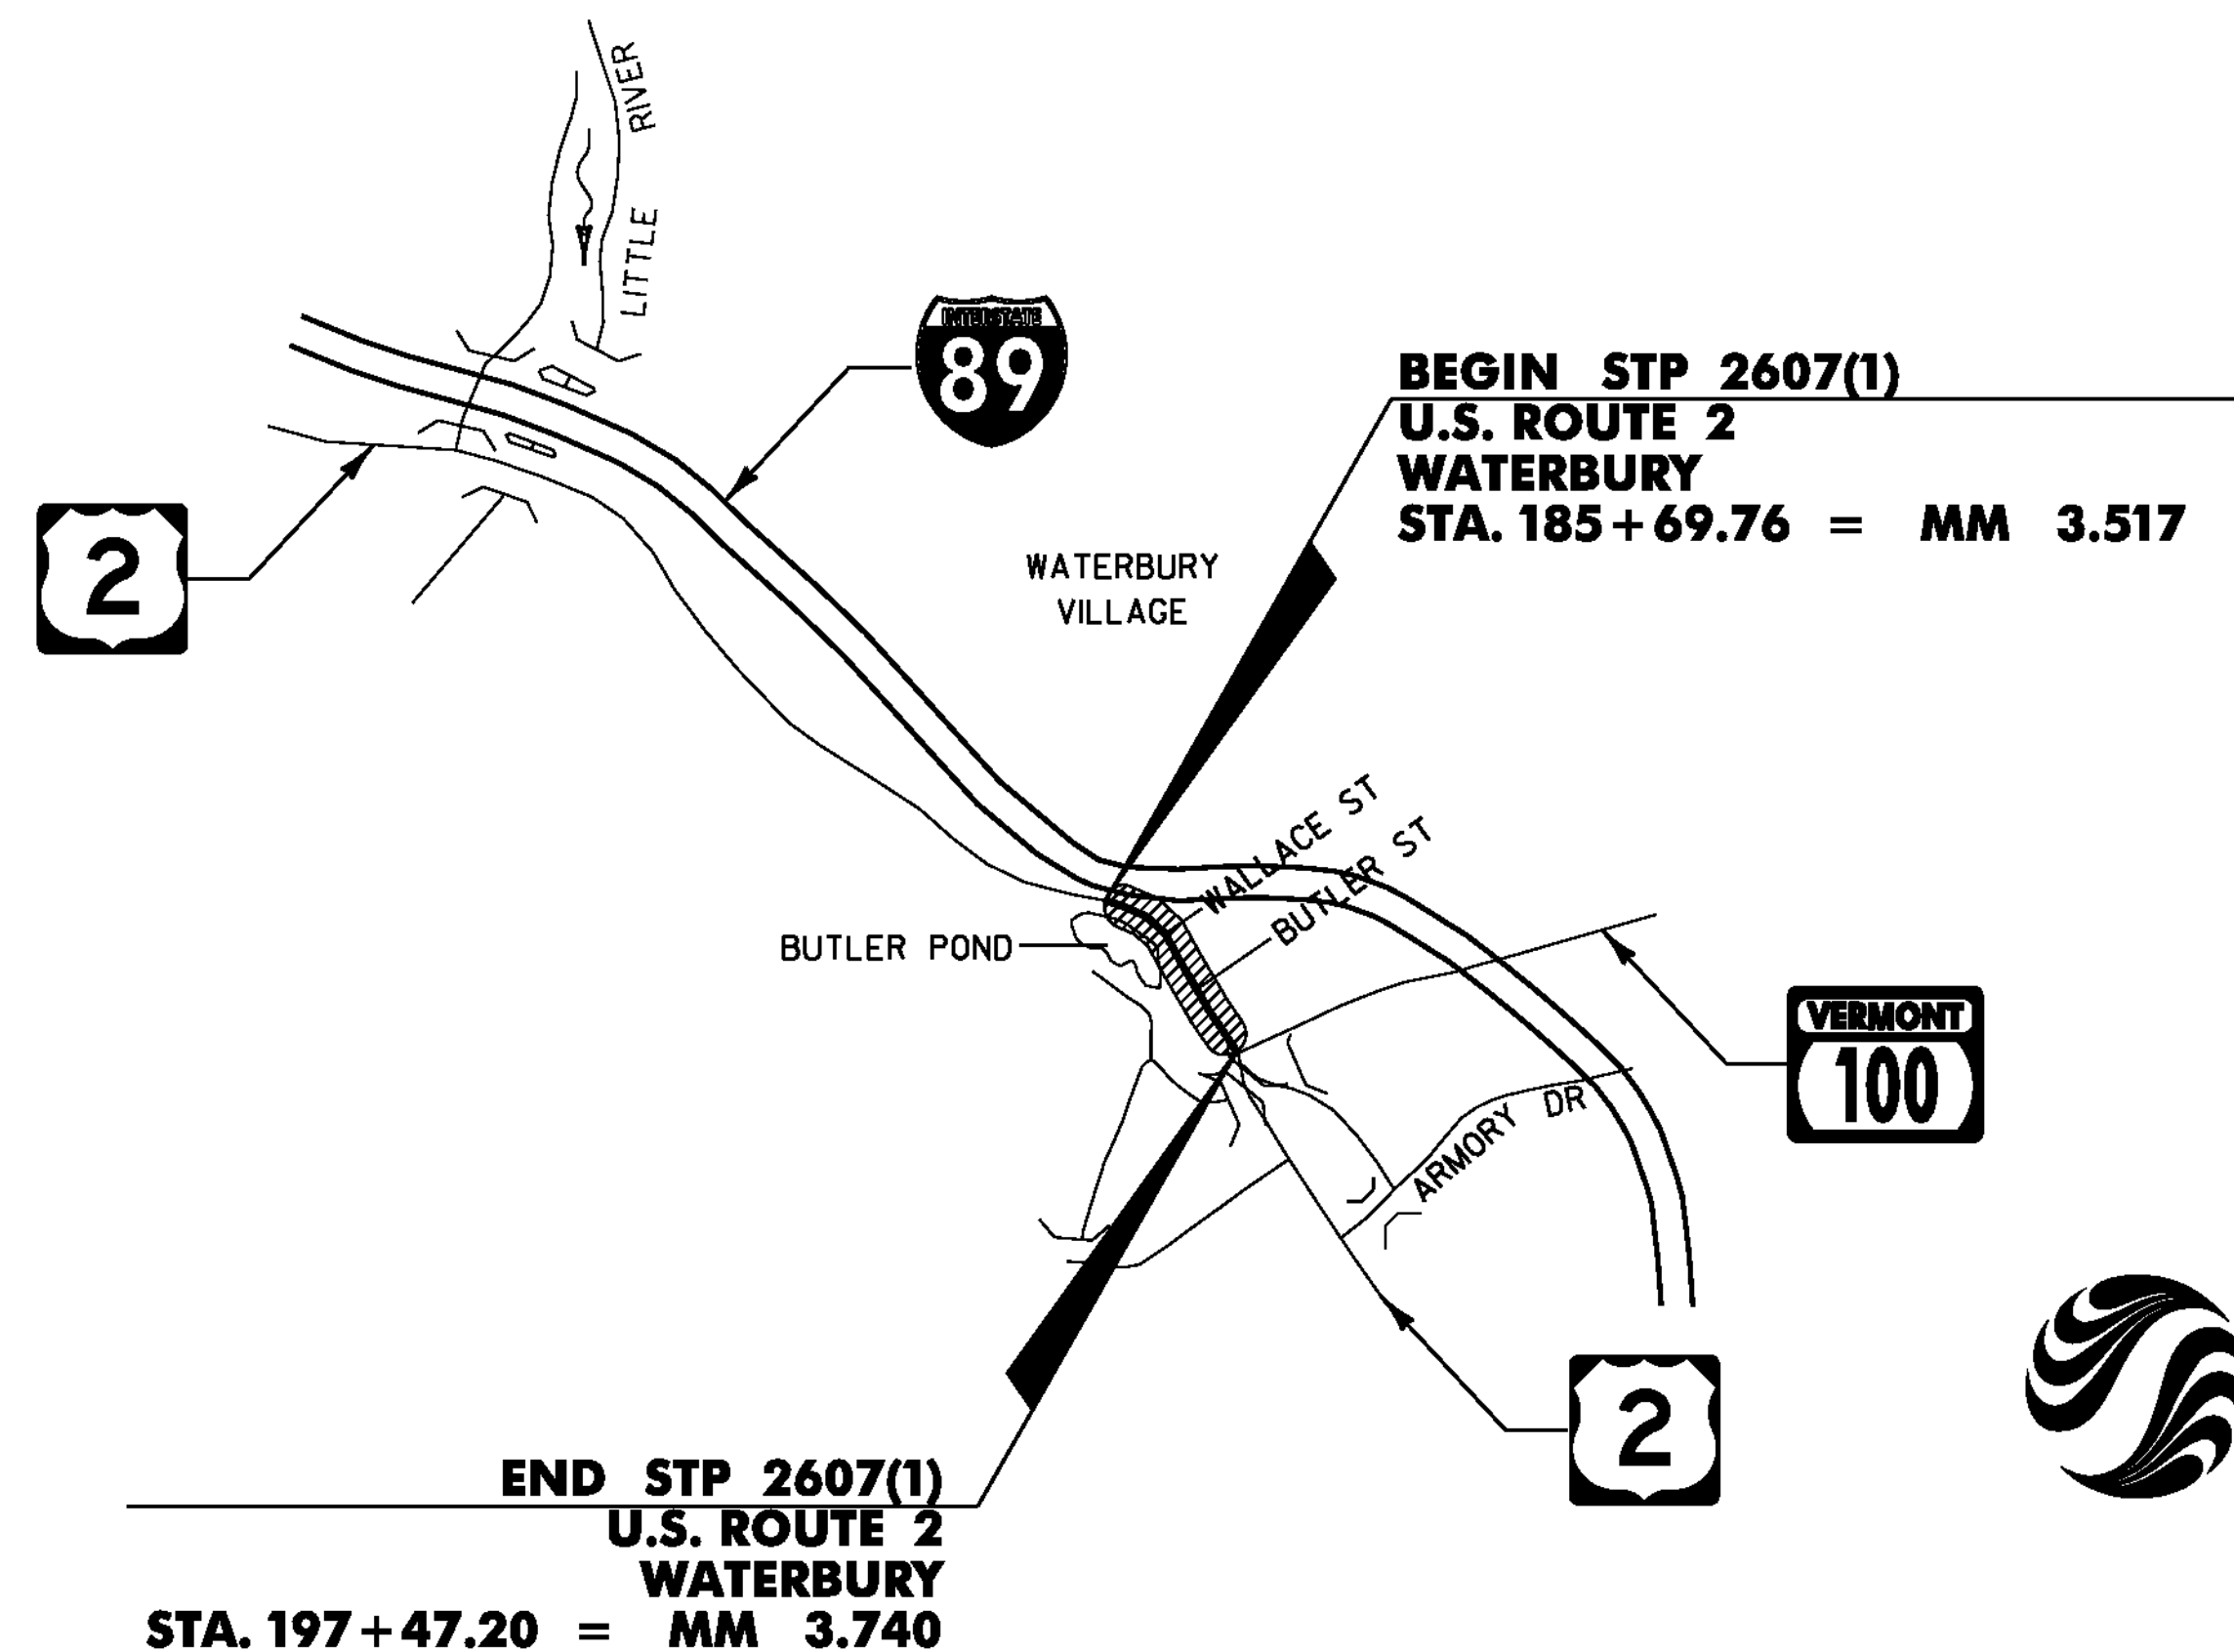 LITTLE RIVER
INTERSTATE
89
BEGIN STP 2607(1)
U.S. ROUTE 2
WATERBURY
STA. 185+69.76 = MM 3.517
2
WATERBURY
VILLAGE
WALLACE ST
BUTLER ST
BUTLER POND
VERMONT
100
ARMORY DR
2
END STP 2607(1)
U.S. ROUTE 2
WATERBURY
STA. 197+47.20 = MM 3.740